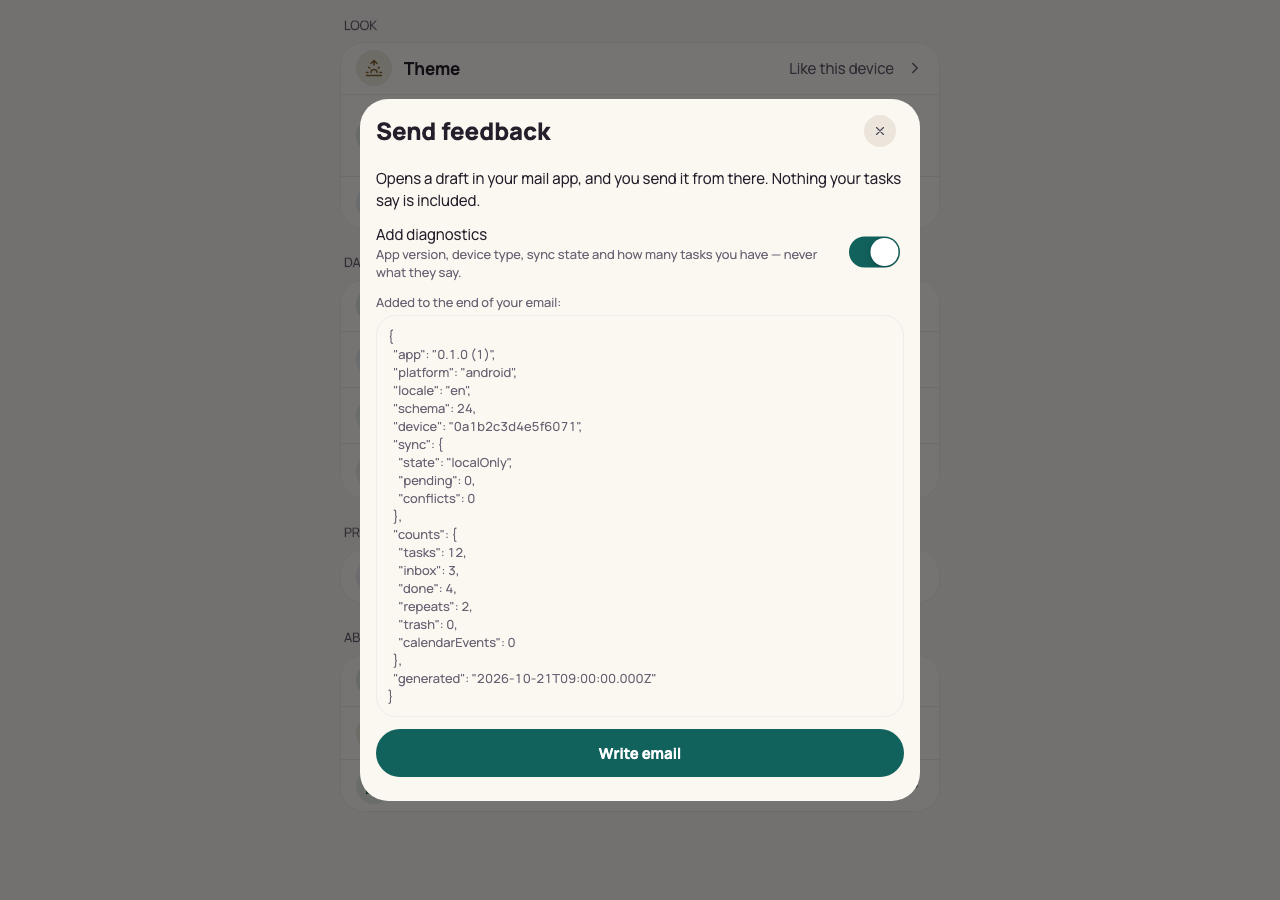 LOOK
Theme
Like this device
Send feedback
Opens a draft in your mail app, and you send it from there. Nothing your tasks
say is included.
Add diagnostics
App version, device type, sync state and how many tasks you have — never
what they say.
Added to the end of your email:
{
"app": "0.1.0 (1)",
"platform": "android",
"locale": "en",
"schema": 24,
"device": "0a1b2c3d4e5f6071",
"sync": {
"state": "localOnly",
"pending": 0,
"conflicts": 0
},
"counts": {
"tasks": 12,
"inbox": 3,
"done": 4,
"repeats": 2,
"trash": 0,
"calendarEvents": 0
},
"generated": "2026-10-21T09:00:00.000Z"
}
Write email